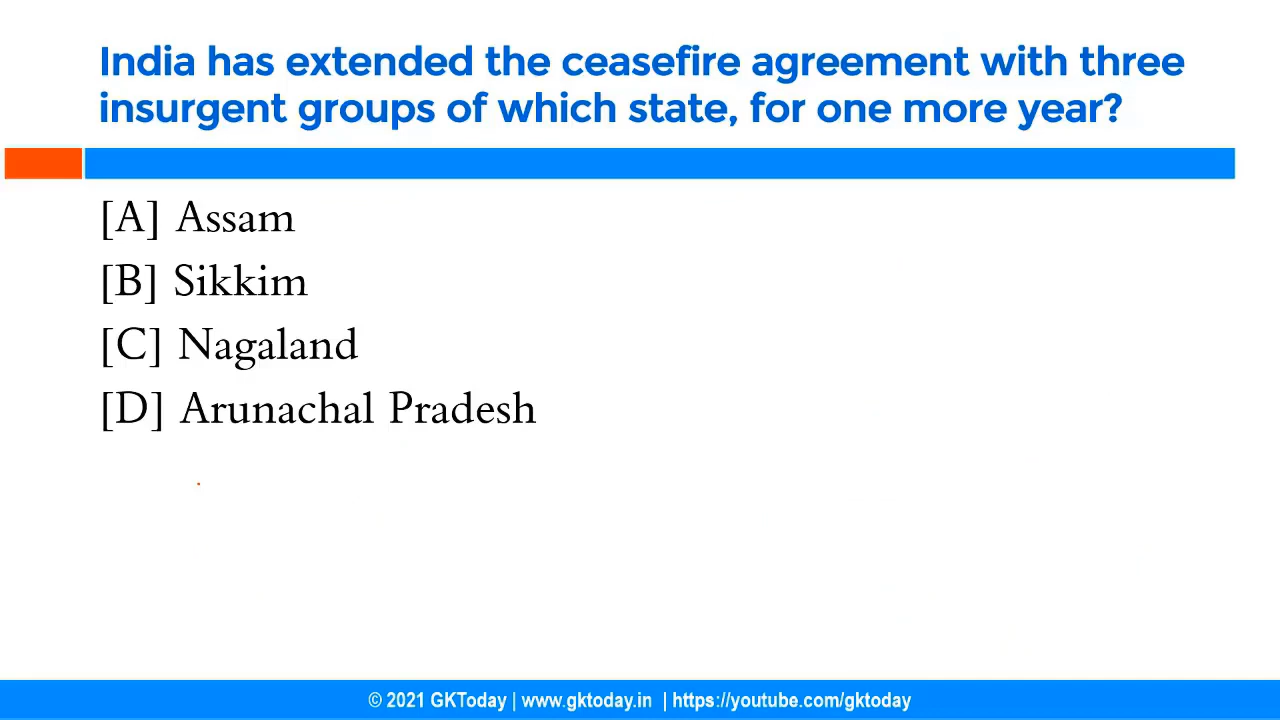 India has extended the ceasefire agreement with three
insurgent groups of which state, for one more year?
[A] Assam
[B] Sikkim
[C] Nagaland
[D] Arunachal Pradesh
© 2021 GKToday | www.gktoday.in | https://youtube.com/gktoday